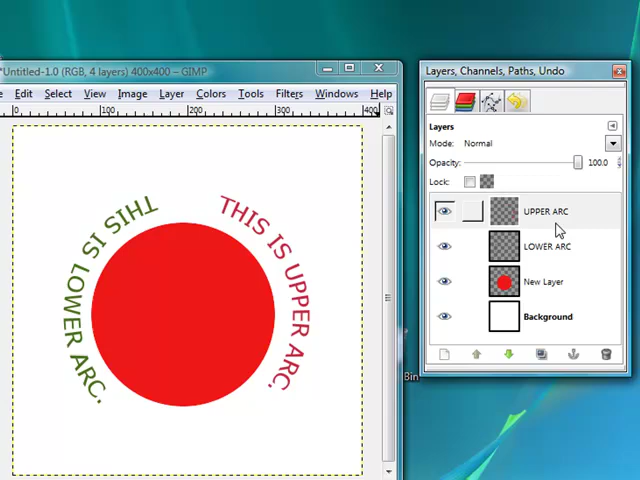 *Untitled-1.0 (RGB, 4 layers) 400x400 – GIMP
Edit Select View Image Layer Colors Tools Filters Windows Help
0 100 200 300 400
THIS IS LOWER ARC.
THIS IS UPPER ARC.
Bin
Layers, Channels, Paths, Undo
Layers
Mode: Normal
Opacity: 100.0
Lock:
UPPER ARC
LOWER ARC
New Layer
Background